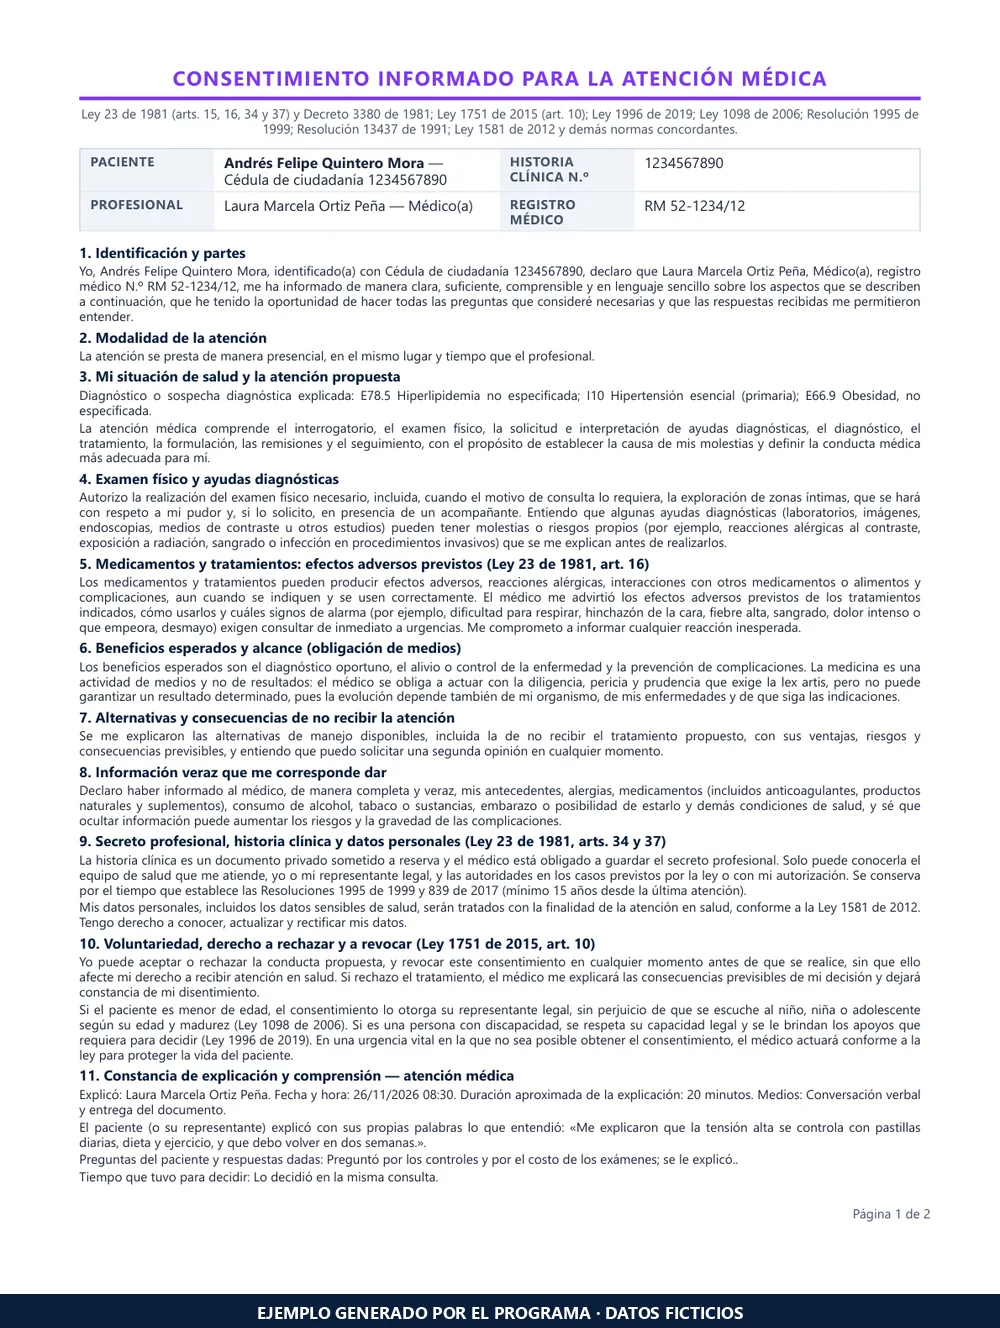 CONSENTIMIENTO INFORMADO PARA LA ATENCIÓN MÉDICA
Ley 23 de 1981 (arts. 15, 16, 34 y 37) y Decreto 3380 de 1981; Ley 1751 de 2015 (art. 10); Ley 1996 de 2019; Ley 1098 de 2006; Resolución 1995 de
1999; Resolución 13437 de 1991; Ley 1581 de 2012 y demás normas concordantes.
PACIENTE
Andrés Felipe Quintero Mora —
Cédula de ciudadanía 1234567890
HISTORIA
CLÍNICA N.º
1234567890
PROFESIONAL
Laura Marcela Ortiz Peña — Médico(a)
REGISTRO
MÉDICO
RM 52-1234/12
1. Identificación y partes
Yo, Andrés Felipe Quintero Mora, identificado(a) con Cédula de ciudadanía 1234567890, declaro que Laura Marcela Ortiz Peña, Médico(a), registro
médico N.º RM 52-1234/12, me ha informado de manera clara, suficiente, comprensible y en lenguaje sencillo sobre los aspectos que se describen
a continuación, que he tenido la oportunidad de hacer todas las preguntas que consideré necesarias y que las respuestas recibidas me permitieron
entender.
2. Modalidad de la atención
La atención se presta de manera presencial, en el mismo lugar y tiempo que el profesional.
3. Mi situación de salud y la atención propuesta
Diagnóstico o sospecha diagnóstica explicada: E78.5 Hiperlipidemia no especificada; I10 Hipertensión esencial (primaria); E66.9 Obesidad, no
especificada.
La atención médica comprende el interrogatorio, el examen físico, la solicitud e interpretación de ayudas diagnósticas, el diagnóstico, el
tratamiento, la formulación, las remisiones y el seguimiento, con el propósito de establecer la causa de mis molestias y definir la conducta médica
más adecuada para mí.
4. Examen físico y ayudas diagnósticas
Autorizo la realización del examen físico necesario, incluida, cuando el motivo de consulta lo requiera, la exploración de zonas íntimas, que se hará
con respeto a mi pudor y, si lo solicito, en presencia de un acompañante. Entiendo que algunas ayudas diagnósticas (laboratorios, imágenes,
endoscopias, medios de contraste u otros estudios) pueden tener molestias o riesgos propios (por ejemplo, reacciones alérgicas al contraste,
exposición a radiación, sangrado o infección en procedimientos invasivos) que se me explican antes de realizarlos.
5. Medicamentos y tratamientos: efectos adversos previstos (Ley 23 de 1981, art. 16)
Los medicamentos y tratamientos pueden producir efectos adversos, reacciones alérgicas, interacciones con otros medicamentos o alimentos y
complicaciones, aun cuando se indiquen y se usen correctamente. El médico me advirtió los efectos adversos previstos de los tratamientos
indicados, cómo usarlos y cuáles signos de alarma (por ejemplo, dificultad para respirar, hinchazón de la cara, fiebre alta, sangrado, dolor intenso o
que empeora, desmayo) exigen consultar de inmediato a urgencias. Me comprometo a informar cualquier reacción inesperada.
6. Beneficios esperados y alcance (obligación de medios)
Los beneficios esperados son el diagnóstico oportuno, el alivio o control de la enfermedad y la prevención de complicaciones. La medicina es una
actividad de medios y no de resultados: el médico se obliga a actuar con la diligencia, pericia y prudencia que exige la lex artis, pero no puede
garantizar un resultado determinado, pues la evolución depende también de mi organismo, de mis enfermedades y de que siga las indicaciones.
7. Alternativas y consecuencias de no recibir la atención
Se me explicaron las alternativas de manejo disponibles, incluida la de no recibir el tratamiento propuesto, con sus ventajas, riesgos y
consecuencias previsibles, y entiendo que puedo solicitar una segunda opinión en cualquier momento.
8. Información veraz que me corresponde dar
Declaro haber informado al médico, de manera completa y veraz, mis antecedentes, alergias, medicamentos (incluidos anticoagulantes, productos
naturales y suplementos), consumo de alcohol, tabaco o sustancias, embarazo o posibilidad de estarlo y demás condiciones de salud, y sé que
ocultar información puede aumentar los riesgos y la gravedad de las complicaciones.
9. Secreto profesional, historia clínica y datos personales (Ley 23 de 1981, arts. 34 y 37)
La historia clínica es un documento privado sometido a reserva y el médico está obligado a guardar el secreto profesional. Solo puede conocerla el
equipo de salud que me atiende, yo o mi representante legal, y las autoridades en los casos previstos por la ley o con mi autorización. Se conserva
por el tiempo que establece las Resoluciones 1995 de 1999 y 839 de 2017 (mínimo 15 años desde la última atención).
Mis datos personales, incluidos los datos sensibles de salud, serán tratados con la finalidad de la atención en salud, conforme a la Ley 1581 de 2012.
Tengo derecho a conocer, actualizar y rectificar mis datos.
10. Voluntariedad, derecho a rechazar y a revocar (Ley 1751 de 2015, art. 10)
Yo puede aceptar o rechazar la conducta propuesta, y revocar este consentimiento en cualquier momento antes de que se realice, sin que ello
afecte mi derecho a recibir atención en salud. Si rechazo el tratamiento, el médico me explicará las consecuencias previsibles de mi decisión y dejará
constancia de mi disentimiento.
Si el paciente es menor de edad, el consentimiento lo otorga su representante legal, sin perjuicio de que se escuche al niño, niña o adolescente
según su edad y madurez (Ley 1098 de 2006). Si es una persona con discapacidad, se respeta su capacidad legal y se le brindan los apoyos que
requiera para decidir (Ley 1996 de 2019). En una urgencia vital en la que no sea posible obtener el consentimiento, el médico actuará conforme a la
ley para proteger la vida del paciente.
11. Constancia de explicación y comprensión — atención médica
Explicó: Laura Marcela Ortiz Peña. Fecha y hora: 26/11/2026 08:30. Duración aproximada de la explicación: 20 minutos. Medios: Conversación verbal
y entrega del documento.
El paciente (o su representante) explicó con sus propias palabras lo que entendió: «Me explicaron que la tensión alta se controla con pastillas
diarias, dieta y ejercicio, y que debo volver en dos semanas.».
Preguntas del paciente y respuestas dadas: Preguntó por los controles y por el costo de los exámenes; se le explicó..
Tiempo que tuvo para decidir: Lo decidió en la misma consulta.
Página 1 de 2
EJEMPLO GENERADO POR EL PROGRAMA · DATOS FICTICIOS